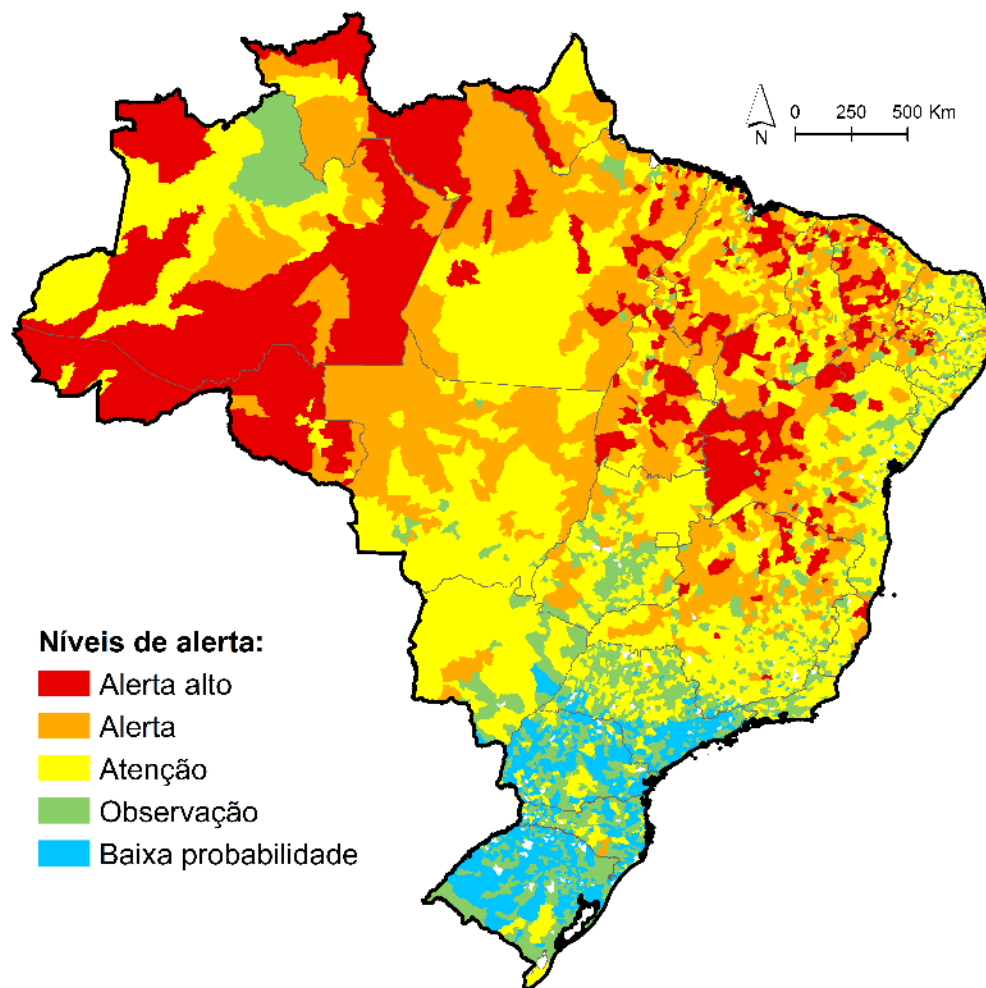 0 250 500 Km
N
Níveis de alerta:
Alerta alto
Alerta
Atenção
Observação
Baixa probabilidade